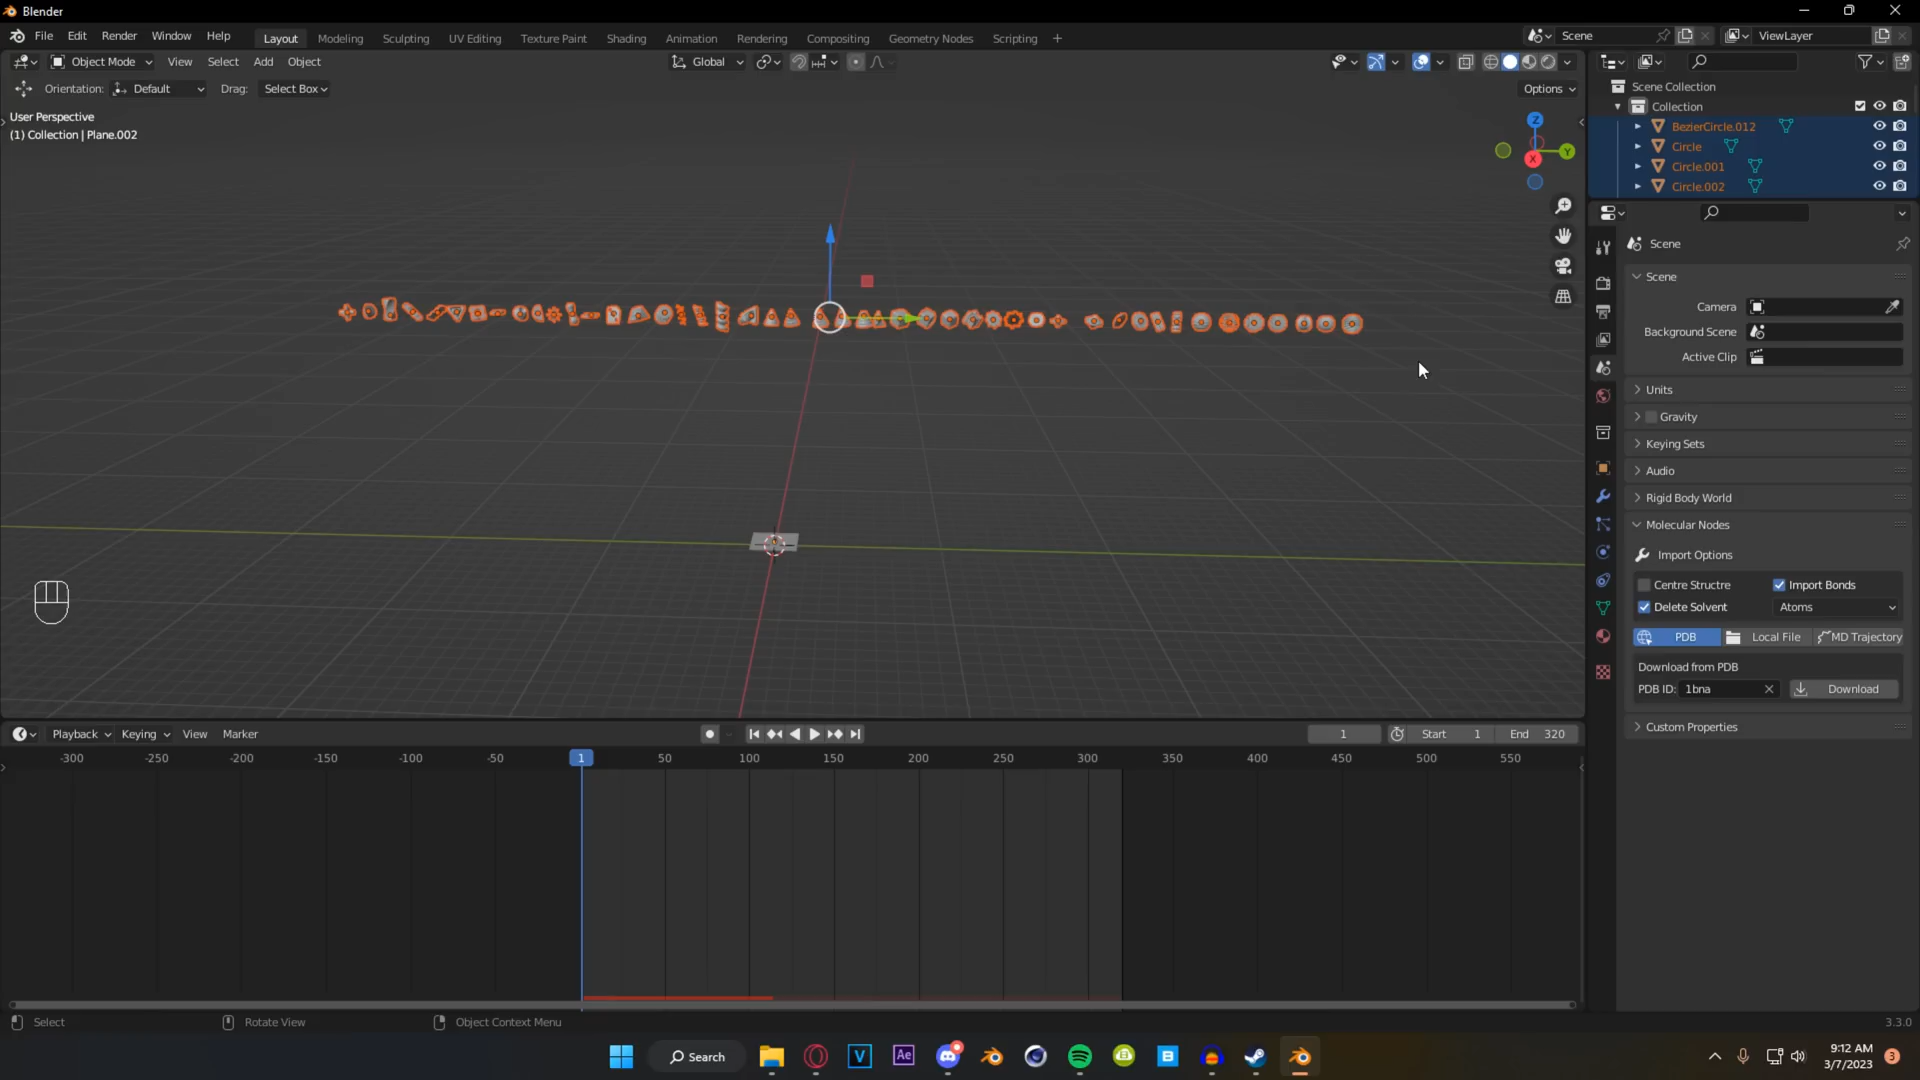 Blender
File Edit Render Window Help Layout Modeling Sculpting UV Editing Texture Paint Shading Animation Rendering Compositing Geometry Nodes Scripting + Scene ViewLayer
Object Mode View Select Add Object Global
Orientation: Default Drag: Select Box Options
User Perspective
(1) Collection | Plane.002
Z
Y
X
Scene Collection
Collection
BezierCircle.012
Circle
Circle.001
Circle.002
Scene
Scene
Camera
Background Scene
Active Clip
Units
Gravity
Keying Sets
Audio
Rigid Body World
Molecular Nodes
Import Options
Centre Structre Import Bonds
Delete Solvent Atoms
PDB Local File MD Trajectory
Download from PDB
PDB ID: 1bna Download
Custom Properties
Playback Keying View Marker 1 Start 1 End 320
-300 -250 -200 -150 -100 -50 1 50 100 150 200 250 300 350 400 450 500 550
Select Rotate View Object Context Menu 3.3.0
Search
V Ae B
9:12 AM
3/7/2023
3